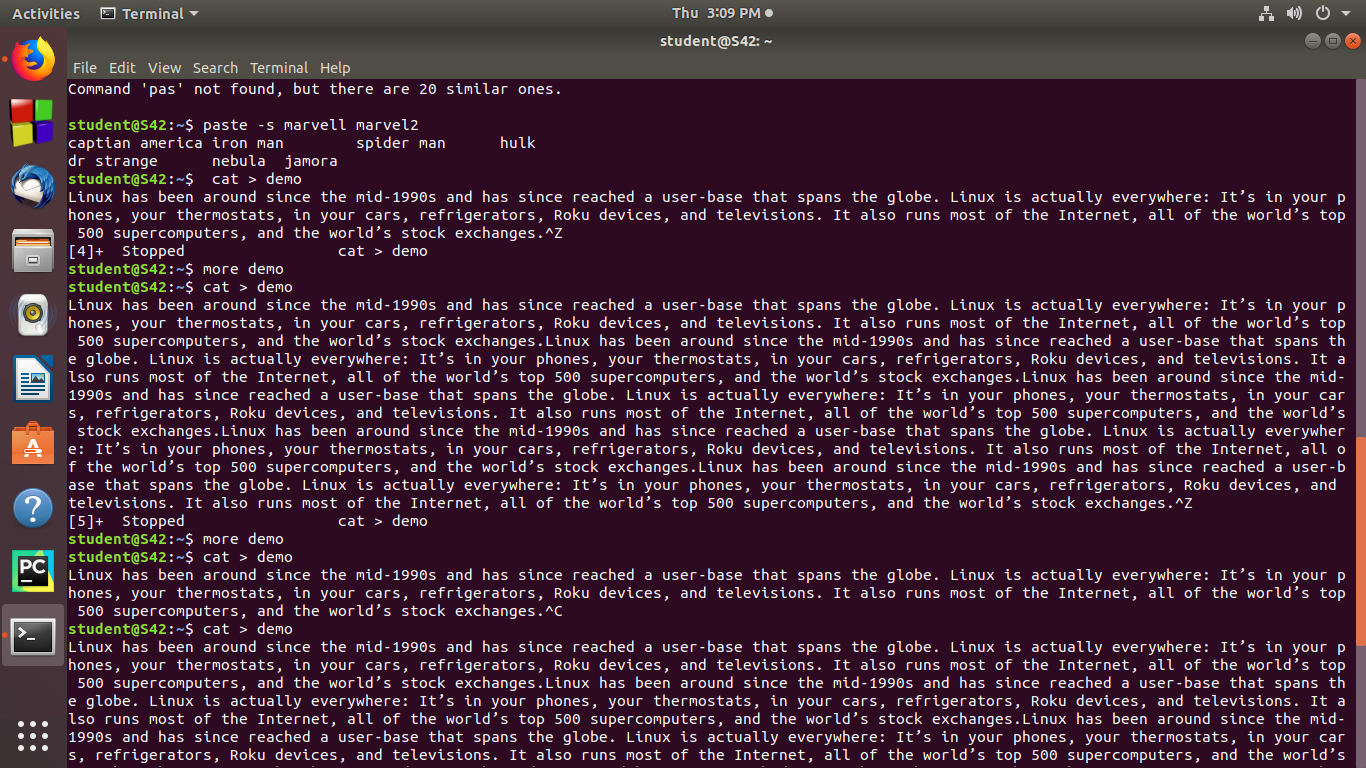 Activities Terminal Thu 3:09 PM
student@S42: ~
File Edit View Search Terminal Help
Command 'pas' not found, but there are 20 similar ones.
student@S42:~$ paste -s marvell marvel2
captian america iron man        spider man      hulk
dr strange      nebula  jamora
student@S42:~$  cat > demo
Linux has been around since the mid-1990s and has since reached a user-base that spans the globe. Linux is actually everywhere: It’s in your p
hones, your thermostats, in your cars, refrigerators, Roku devices, and televisions. It also runs most of the Internet, all of the world’s top
 500 supercomputers, and the world’s stock exchanges.^Z
[4]+  Stopped                 cat > demo
student@S42:~$ more demo
student@S42:~$ cat > demo
Linux has been around since the mid-1990s and has since reached a user-base that spans the globe. Linux is actually everywhere: It’s in your p
hones, your thermostats, in your cars, refrigerators, Roku devices, and televisions. It also runs most of the Internet, all of the world’s top
 500 supercomputers, and the world’s stock exchanges.Linux has been around since the mid-1990s and has since reached a user-base that spans th
e globe. Linux is actually everywhere: It’s in your phones, your thermostats, in your cars, refrigerators, Roku devices, and televisions. It a
lso runs most of the Internet, all of the world’s top 500 supercomputers, and the world’s stock exchanges.Linux has been around since the mid-
1990s and has since reached a user-base that spans the globe. Linux is actually everywhere: It’s in your phones, your thermostats, in your car
s, refrigerators, Roku devices, and televisions. It also runs most of the Internet, all of the world’s top 500 supercomputers, and the world’s
 stock exchanges.Linux has been around since the mid-1990s and has since reached a user-base that spans the globe. Linux is actually everywher
e: It’s in your phones, your thermostats, in your cars, refrigerators, Roku devices, and televisions. It also runs most of the Internet, all o
f the world’s top 500 supercomputers, and the world’s stock exchanges.Linux has been around since the mid-1990s and has since reached a user-b
ase that spans the globe. Linux is actually everywhere: It’s in your phones, your thermostats, in your cars, refrigerators, Roku devices, and
televisions. It also runs most of the Internet, all of the world’s top 500 supercomputers, and the world’s stock exchanges.^Z
[5]+  Stopped                 cat > demo
student@S42:~$ more demo
student@S42:~$ cat > demo
Linux has been around since the mid-1990s and has since reached a user-base that spans the globe. Linux is actually everywhere: It’s in your p
hones, your thermostats, in your cars, refrigerators, Roku devices, and televisions. It also runs most of the Internet, all of the world’s top
 500 supercomputers, and the world’s stock exchanges.^C
student@S42:~$ cat > demo
Linux has been around since the mid-1990s and has since reached a user-base that spans the globe. Linux is actually everywhere: It’s in your p
hones, your thermostats, in your cars, refrigerators, Roku devices, and televisions. It also runs most of the Internet, all of the world’s top
 500 supercomputers, and the world’s stock exchanges.Linux has been around since the mid-1990s and has since reached a user-base that spans th
e globe. Linux is actually everywhere: It’s in your phones, your thermostats, in your cars, refrigerators, Roku devices, and televisions. It a
lso runs most of the Internet, all of the world’s top 500 supercomputers, and the world’s stock exchanges.Linux has been around since the mid-
1990s and has since reached a user-base that spans the globe. Linux is actually everywhere: It’s in your phones, your thermostats, in your car
s, refrigerators, Roku devices, and televisions. It also runs most of the Internet, all of the world’s top 500 supercomputers, and the world’s
PC